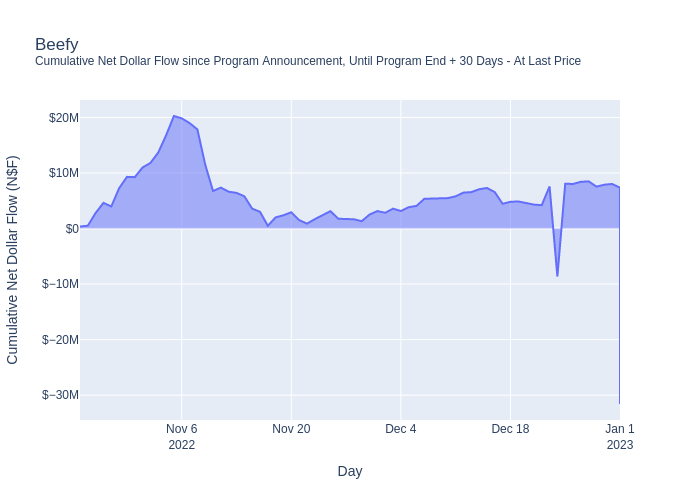 Beefy
Cumulative Net Dollar Flow since Program Announcement, Until Program End + 30 Days - At Last Price
Cumulative Net Dollar Flow (N$F)
$20M
$10M
$0
$−10M
$−20M
$−30M
Nov 6
2022
Nov 20
Dec 4
Dec 18
Jan 1
2023
Day